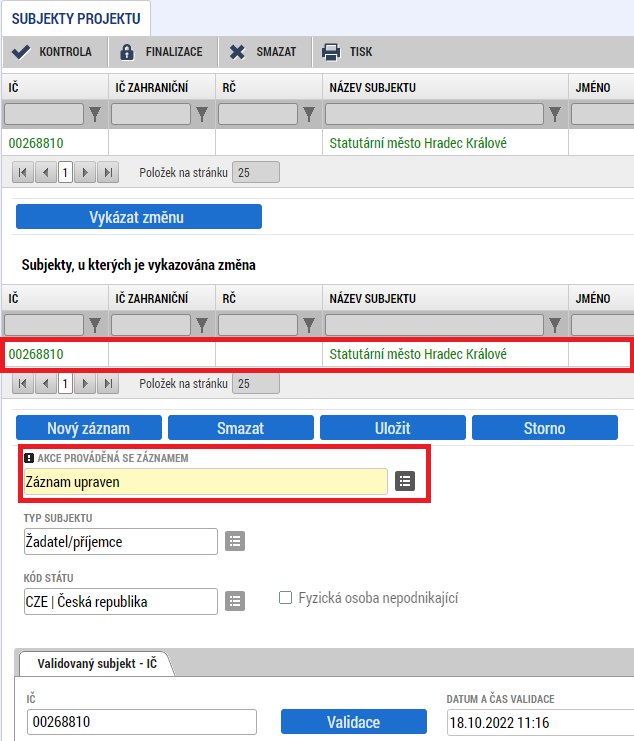 SUBJEKTY PROJEKTU
KONTROLA FINALIZACE SMAZAT TISK
IČ IČ ZAHRANIČNÍ RČ NÁZEV SUBJEKTU JMÉNO
00268810 Statutární město Hradec Králové
1 Položek na stránku 25
Vykázat změnu
Subjekty, u kterých je vykazována změna
IČ IČ ZAHRANIČNÍ RČ NÁZEV SUBJEKTU JMÉNO
00268810 Statutární město Hradec Králové
1 Položek na stránku 25
Nový záznam Smazat Uložit Storno
AKCE PROVÁDĚNÁ SE ZÁZNAMEM
Záznam upraven
TYP SUBJEKTU
Žadatel/příjemce
KÓD STÁTU
CZE | Česká republika Fyzická osoba nepodnikající
Validovaný subjekt - IČ
IČ DATUM A ČAS VALIDACE
00268810 Validace 18.10.2022 11:16